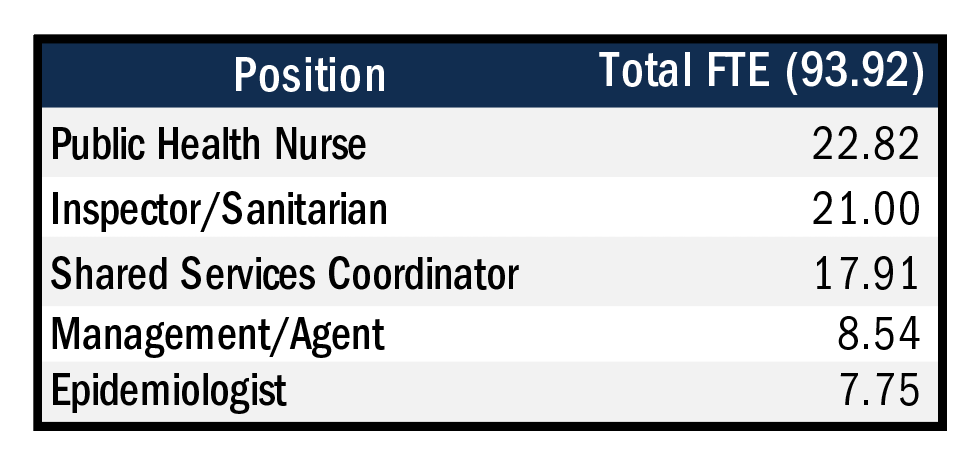 Position Total FTE (93.92)
Public Health Nurse 22.82
Inspector/Sanitarian 21.00
Shared Services Coordinator 17.91
Management/Agent 8.54
Epidemiologist 7.75